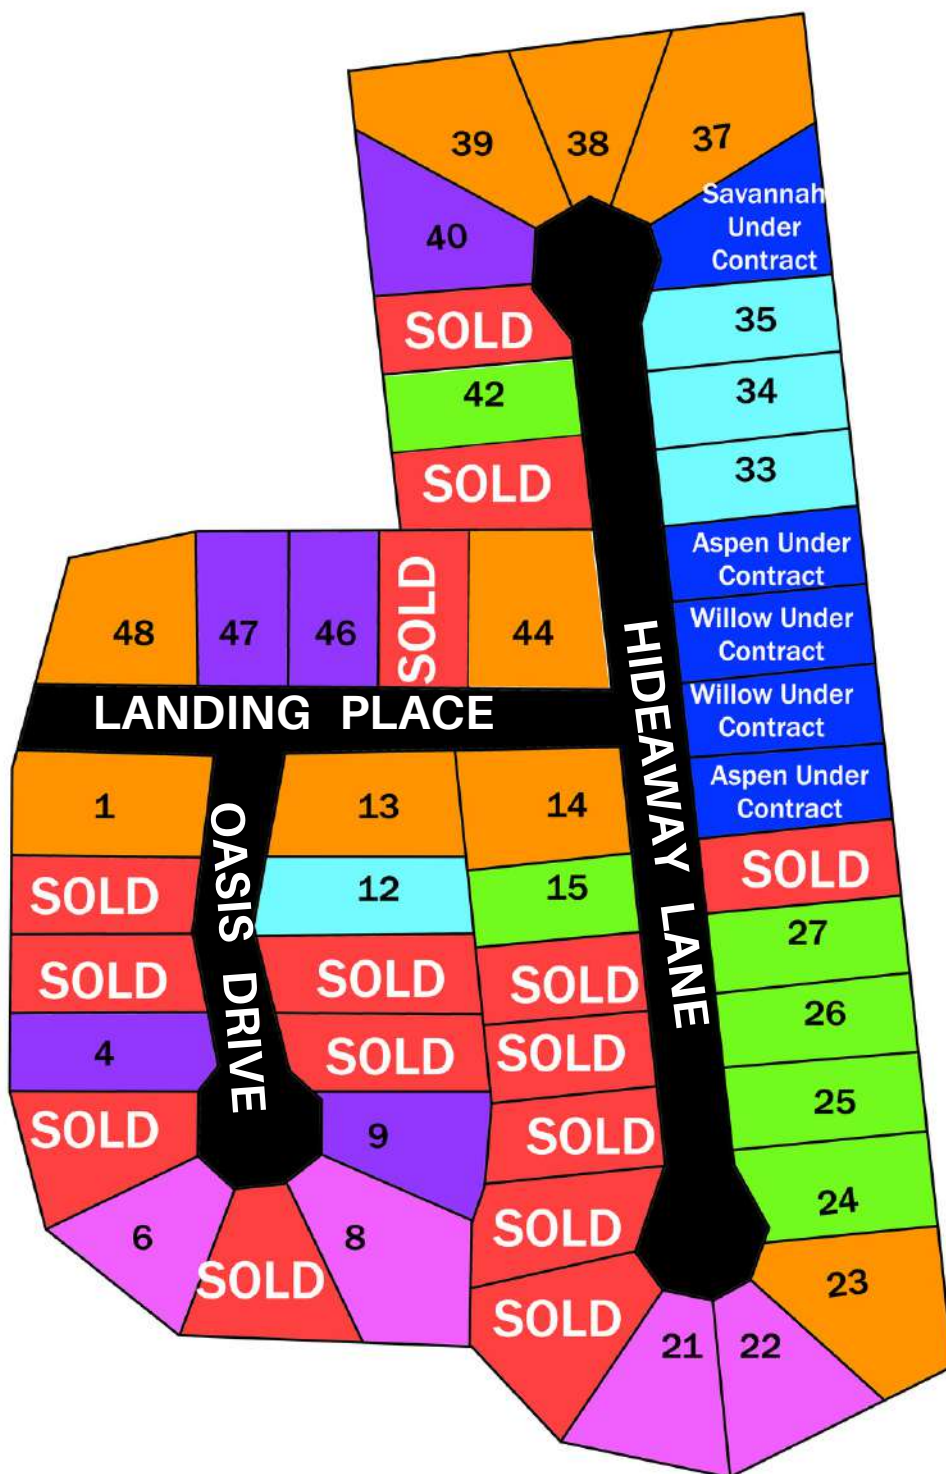 39
38
37
Savannah
Under
Contract
40
SOLD
35
42
34
SOLD
33
Aspen Under
Contract
48
47
46
SOLD
44
Willow Under
Contract
LANDING PLACE
HIDEAWAY LANE
Willow Under
Contract
Aspen Under
Contract
1
OASIS DRIVE
13
14
SOLD
12
15
SOLD
27
SOLD
SOLD
SOLD
26
4
SOLD
SOLD
25
SOLD
9
SOLD
24
6
SOLD
8
SOLD
23
SOLD
21
22